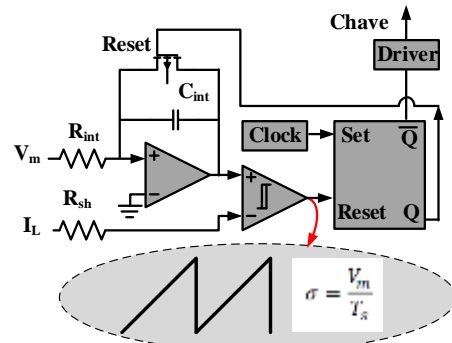 Chave
Reset
Driver
C_int
R_int
Clock
Set
Q̅
V_m
+
−
R_sh
+
−
Reset
Q
I_L
σ = V_m / T_s